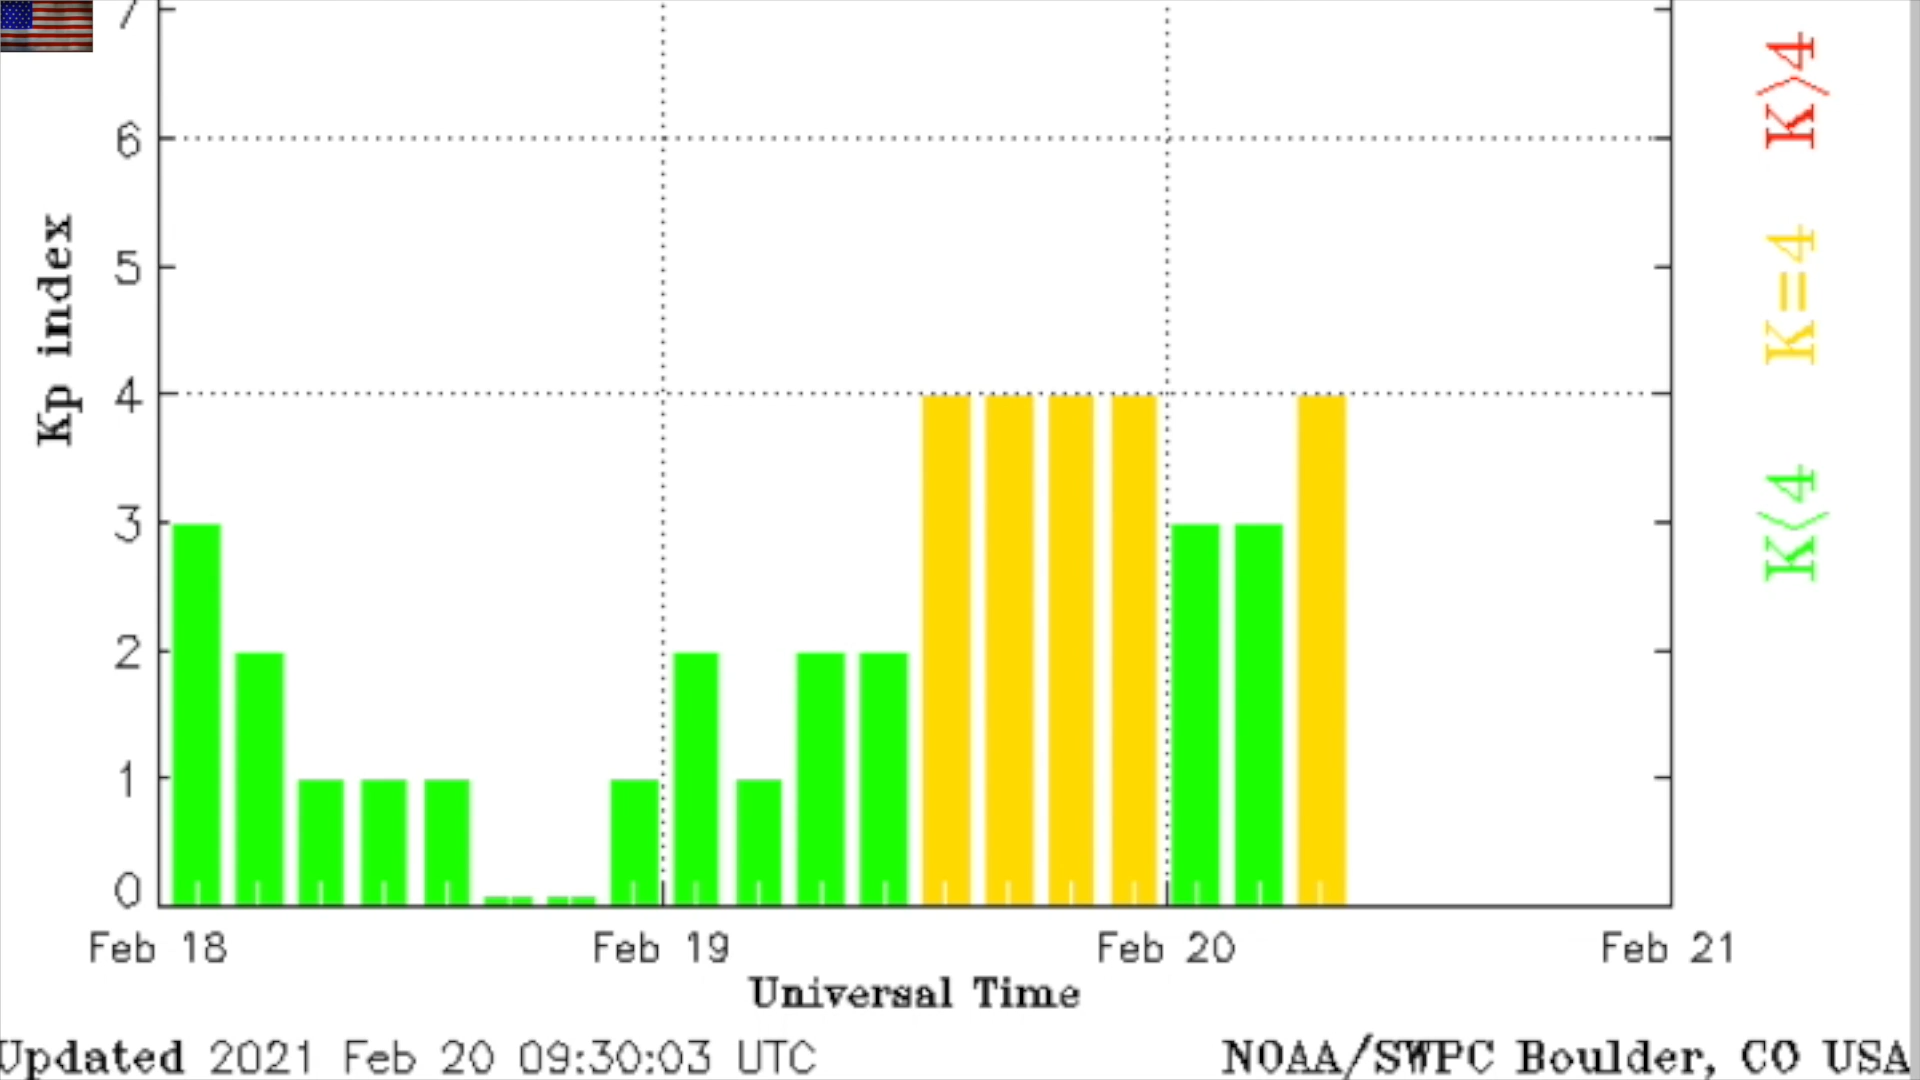 7
6
5
4
3
2
1
0
Kp index
K>4
K=4
K<4
Feb 18 Feb 19 Feb 20 Feb 21
Universal Time
Updated 2021 Feb 20 09:30:03 UTC
NOAA/SWPC Boulder, CO USA